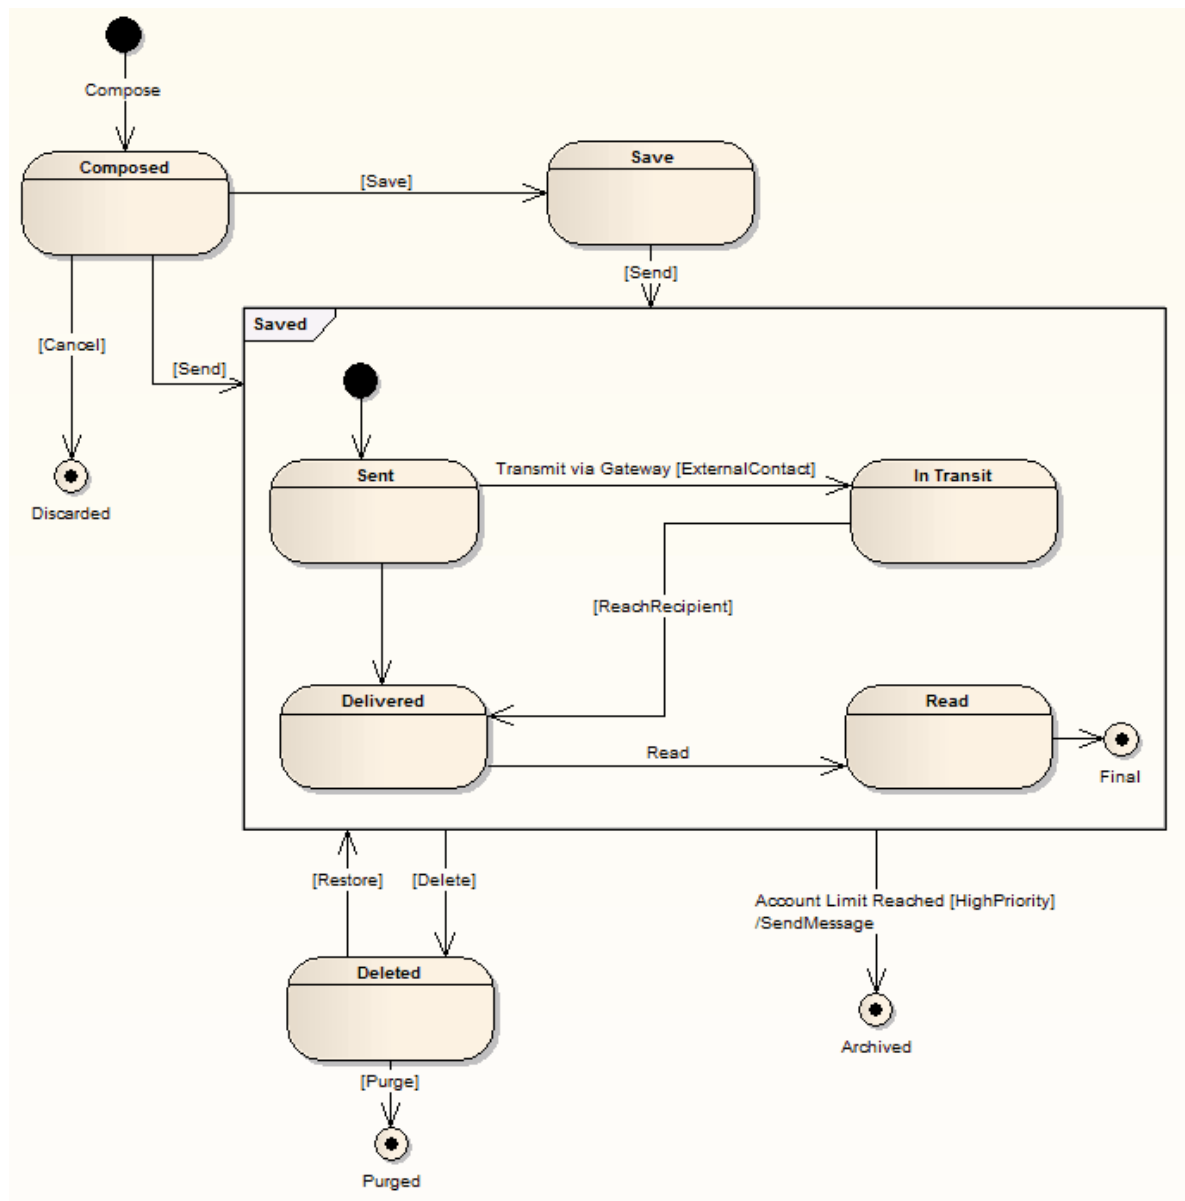 Compose
Composed
Save
[Save]
[Send]
Saved
[Cancel]
[Send]
Sent
Transmit via Gateway [ExternalContact]
In Transit
Discarded
[ReachRecipient]
Delivered
Read
Read
Final
[Restore]
[Delete]
Account Limit Reached [HighPriority]
/SendMessage
Deleted
Archived
[Purge]
Purged